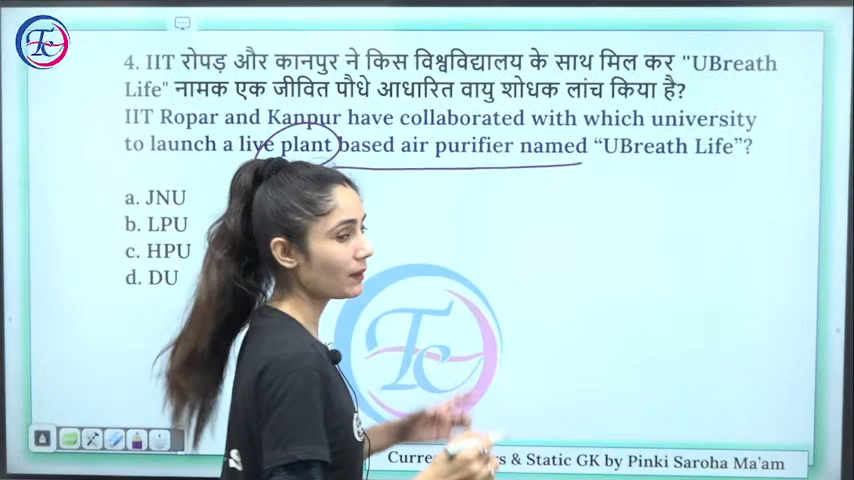 Tc
4. IIT रोपड़ और कानपुर ने किस विश्वविद्यालय के साथ मिल कर "UBreath
Life" नामक एक जीवित पौधे आधारित वायु शोधक लांच किया है?
IIT Ropar and Kanpur have collaborated with which university
to launch a live plant based air purifier named “UBreath Life”?
a. JNU
b. LPU
c. HPU
d. DU
Tc
& Static GK by Pinki Saroha Ma'am